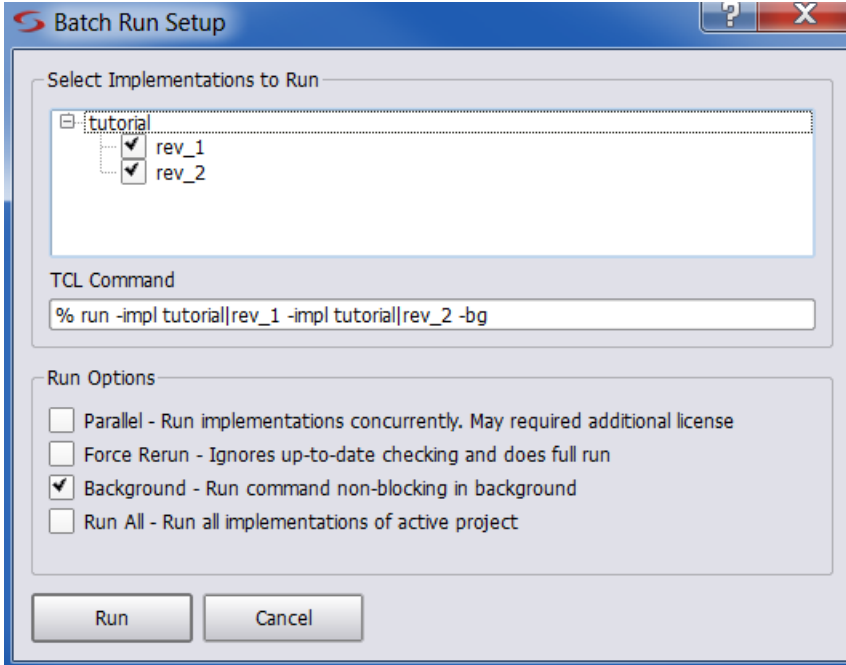 Batch Run Setup
?
X
Select Implementations to Run
tutorial
rev_1
rev_2
TCL Command
% run -impl tutorial|rev_1 -impl tutorial|rev_2 -bg
Run Options
Parallel - Run implementations concurrently. May required additional license
Force Rerun - Ignores up-to-date checking and does full run
Background - Run command non-blocking in background
Run All - Run all implementations of active project
Run Cancel